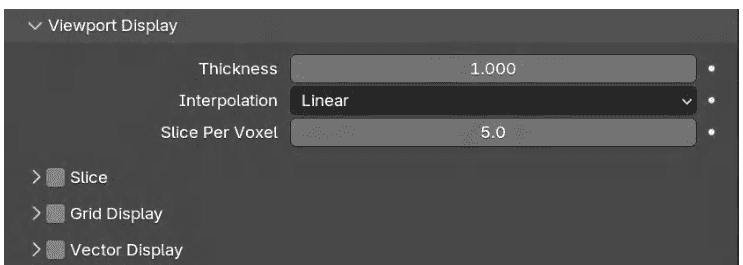 Viewport Display
Thickness 1.000
Interpolation Linear
Slice Per Voxel 5.0
Slice
Grid Display
Vector Display